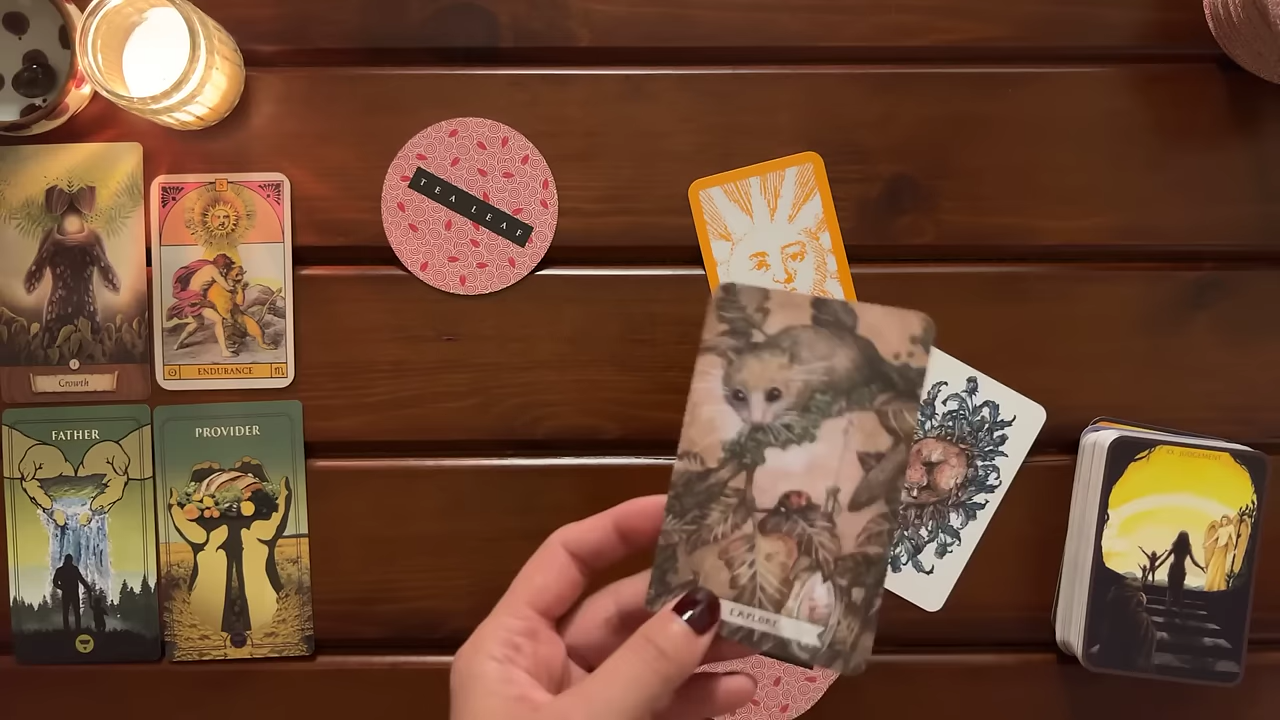 TEA LEAF
S
I
Growth
ENDURANCE
FATHER
PROVIDER
EXPLORE
XX JUDGEMENT